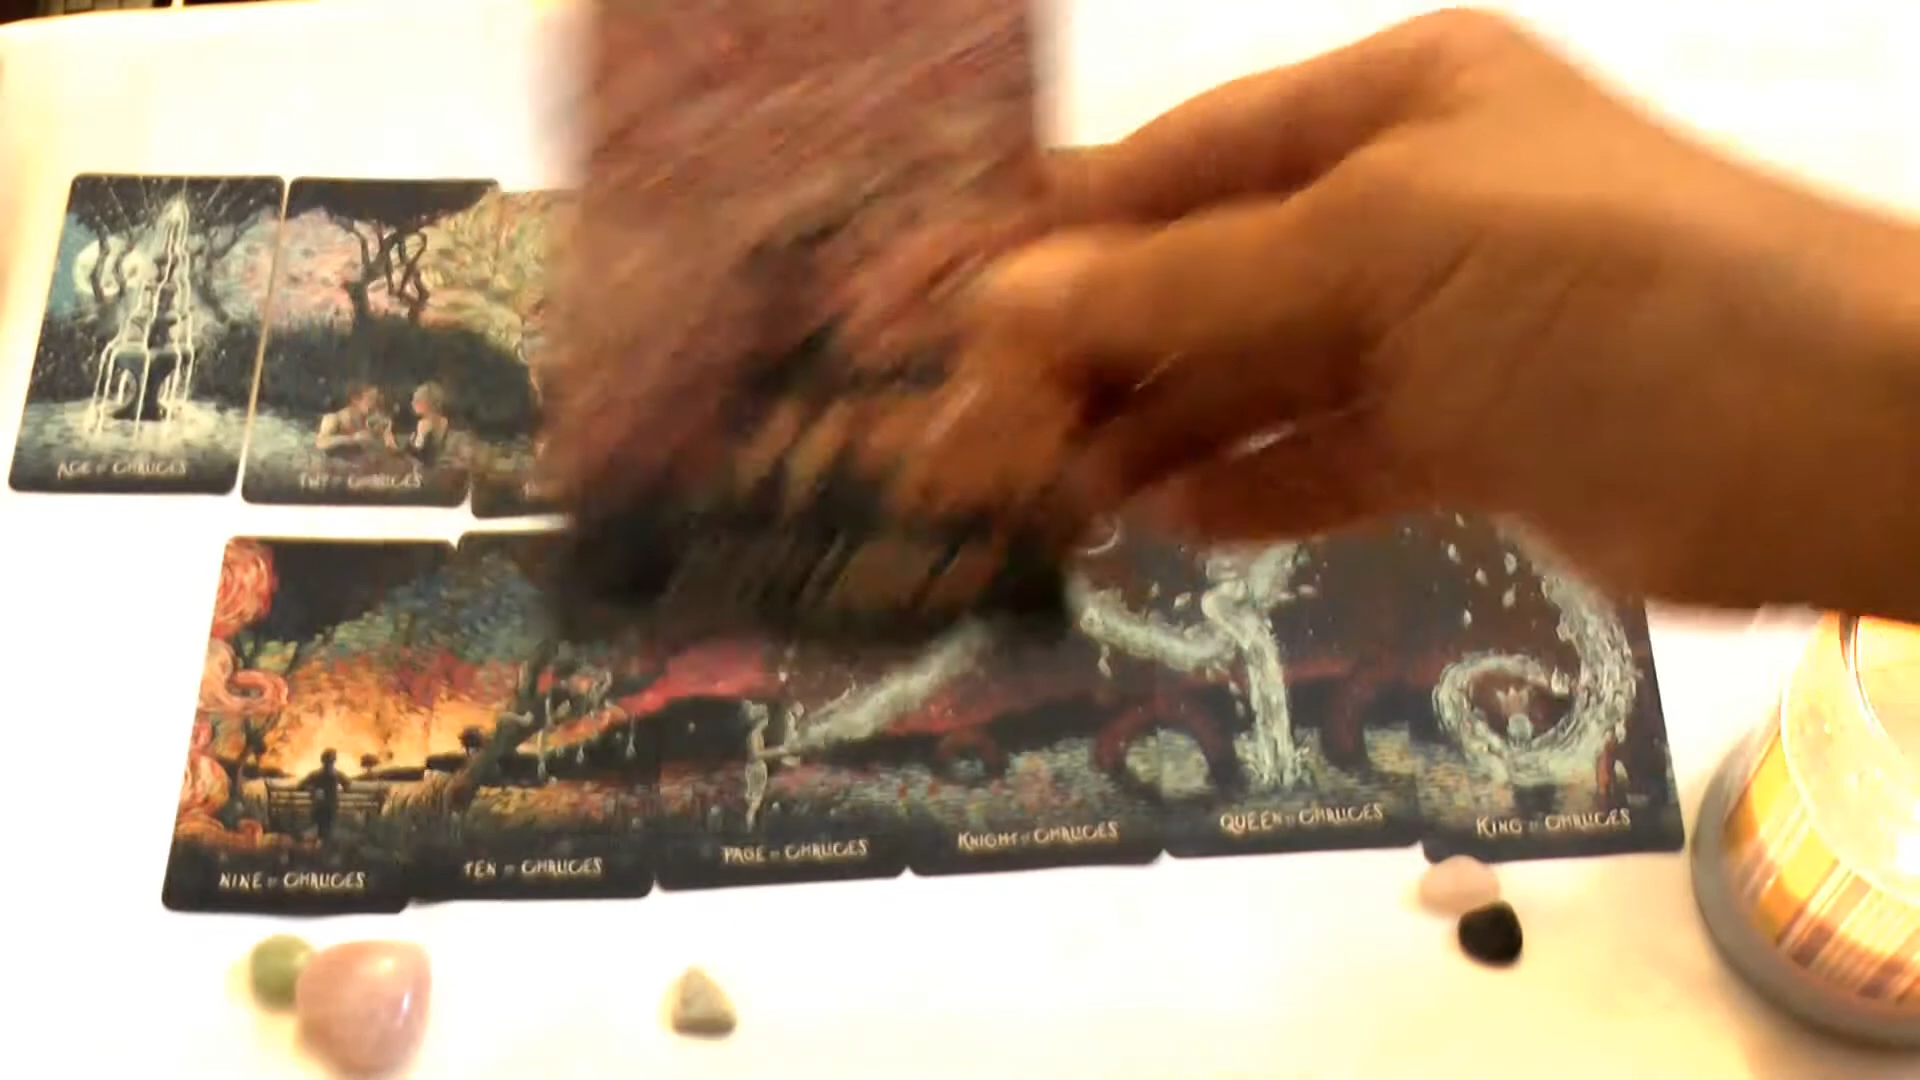 ACE OF CHALICES
TWO OF CHALICES
NINE OF CHALICES
TEN OF CHALICES
PAGE OF CHALICES
KNIGHT OF CHALICES
QUEEN OF CHALICES
KING OF CHALICES